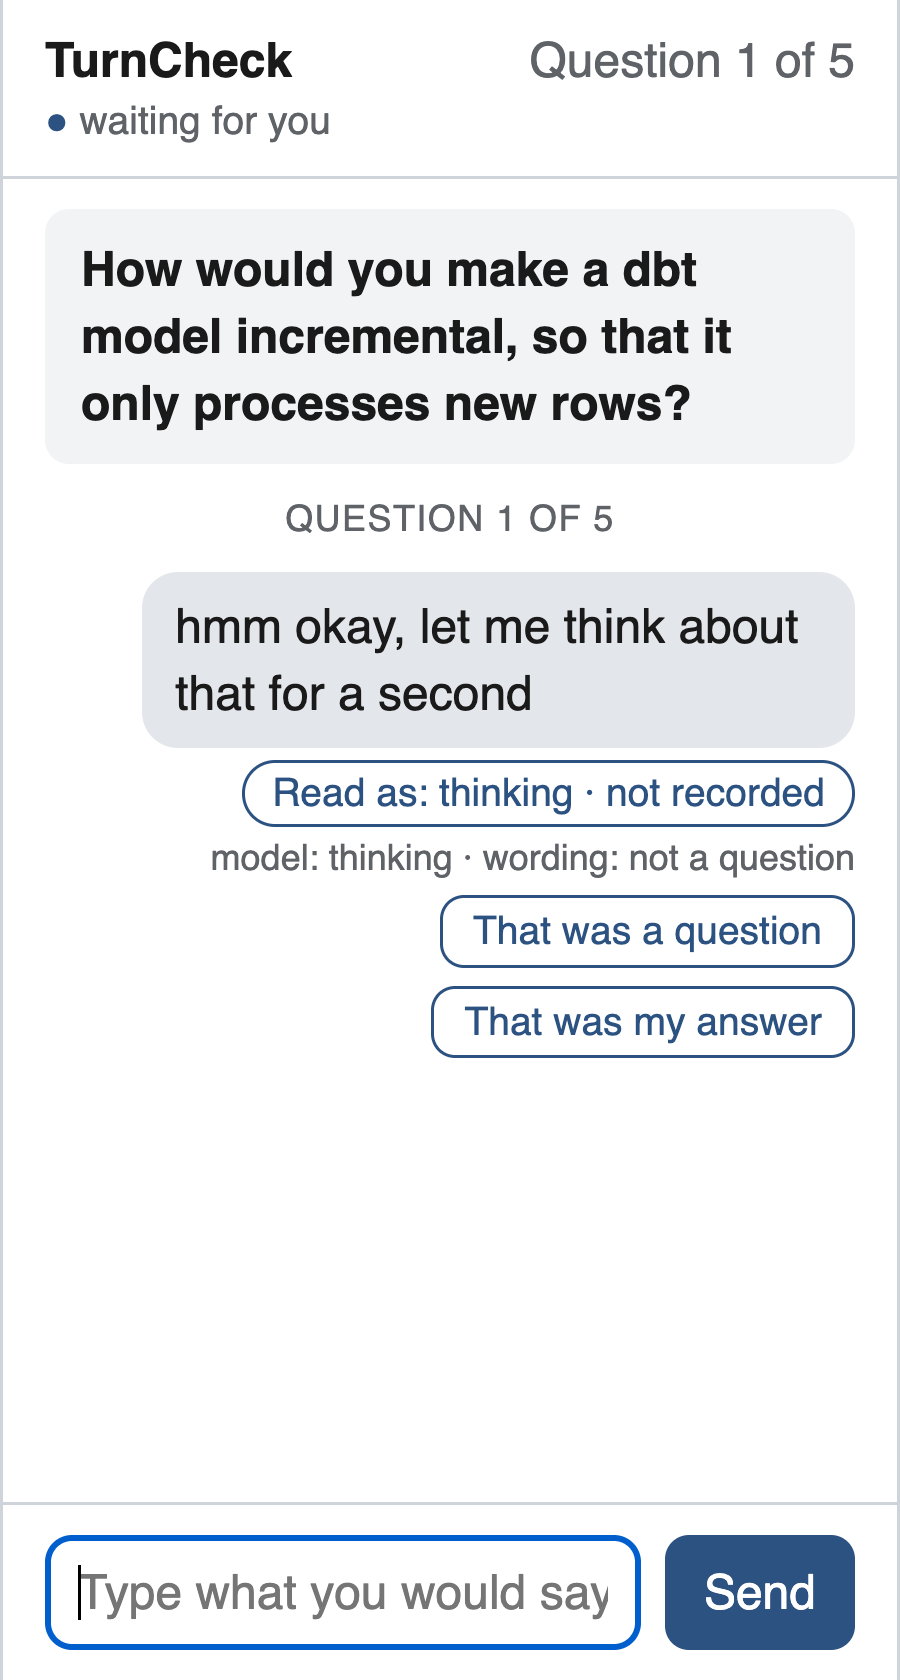 TurnCheck
Question 1 of 5
waiting for you
How would you make a dbt
model incremental, so that it
only processes new rows?
QUESTION 1 OF 5
hmm okay, let me think about
that for a second
Read as: thinking · not recorded
model: thinking · wording: not a question
That was a question
That was my answer
Type what you would say
Send